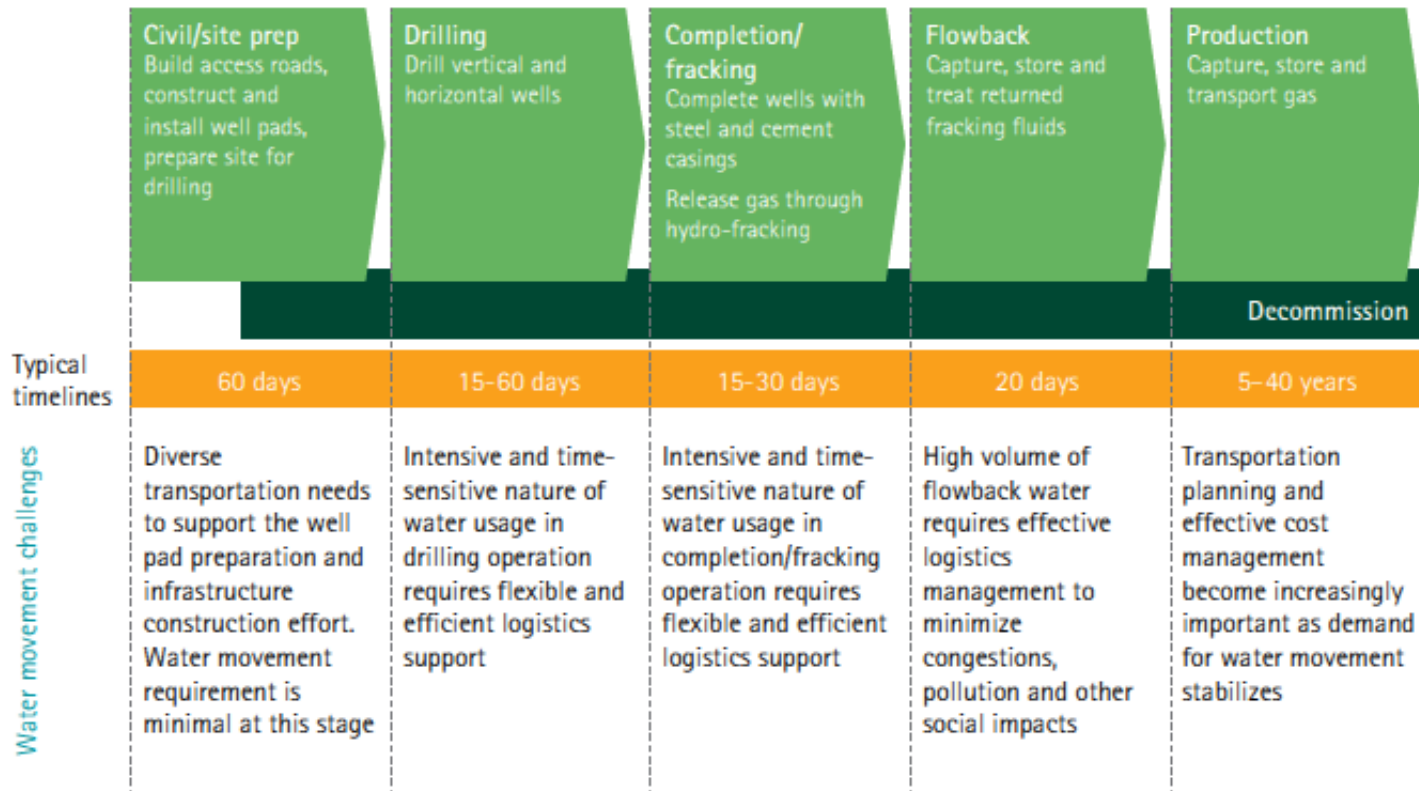 Civil/site prep
Build access roads,
construct and
install well pads,
prepare site for
drilling
Drilling
Drill vertical and
horizontal wells
Completion/
fracking
Complete wells with
steel and cement
casings
Release gas through
hydro-fracking
Flowback
Capture, store and
treat returned
fracking fluids
Production
Capture, store and
transport gas
Decommission
Typical
timelines
60 days
15-60 days
15-30 days
20 days
5-40 years
Water movement challenges
Diverse
transportation needs
to support the well
pad preparation and
infrastructure
construction effort.
Water movement
requirement is
minimal at this stage
Intensive and time-
sensitive nature of
water usage in
drilling operation
requires flexible and
efficient logistics
support
Intensive and time-
sensitive nature of
water usage in
completion/fracking
operation requires
flexible and efficient
logistics support
High volume of
flowback water
requires effective
logistics
management to
minimize
congestions,
pollution and other
social impacts
Transportation
planning and
effective cost
management
become increasingly
important as demand
for water movement
stabilizes